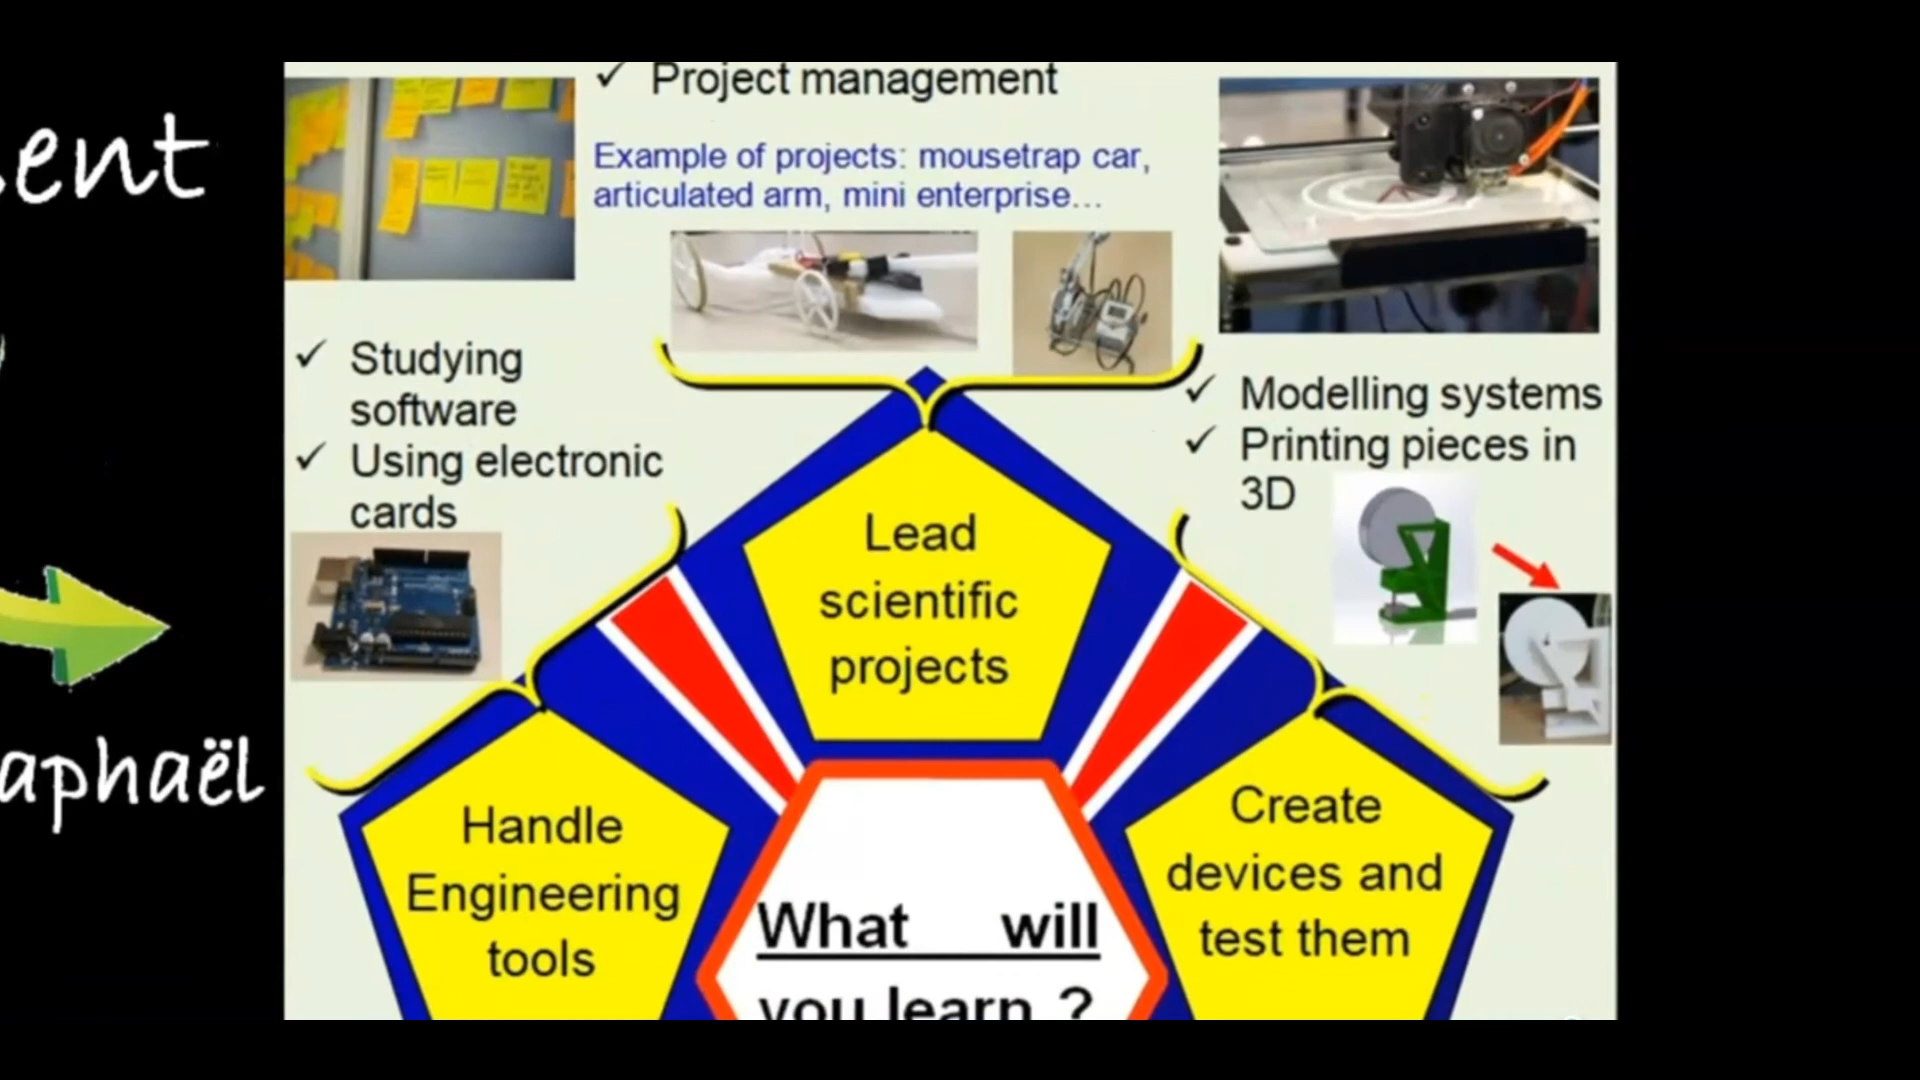 ent
aphaël
✓ Project management
Example of projects: mousetrap car,
articulated arm, mini enterprise...
✓ Studying
software
✓ Using electronic
cards
✓ Modelling systems
✓ Printing pieces in
3D
Lead
scientific
projects
Handle
Engineering
tools
Create
devices and
test them
What will
you learn ?